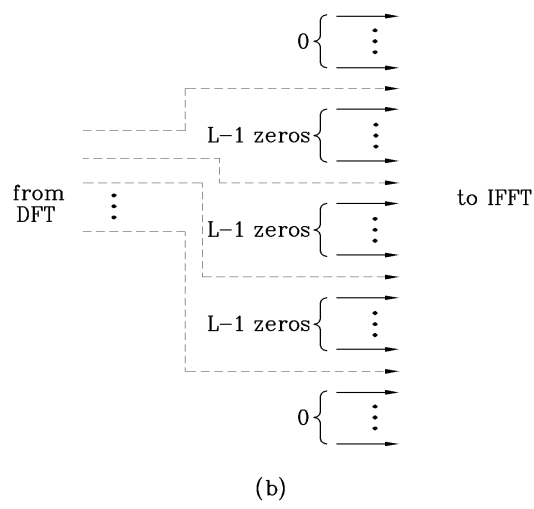 0
L-1 zeros
from
DFT
to IFFT
L-1 zeros
L-1 zeros
0
(b)